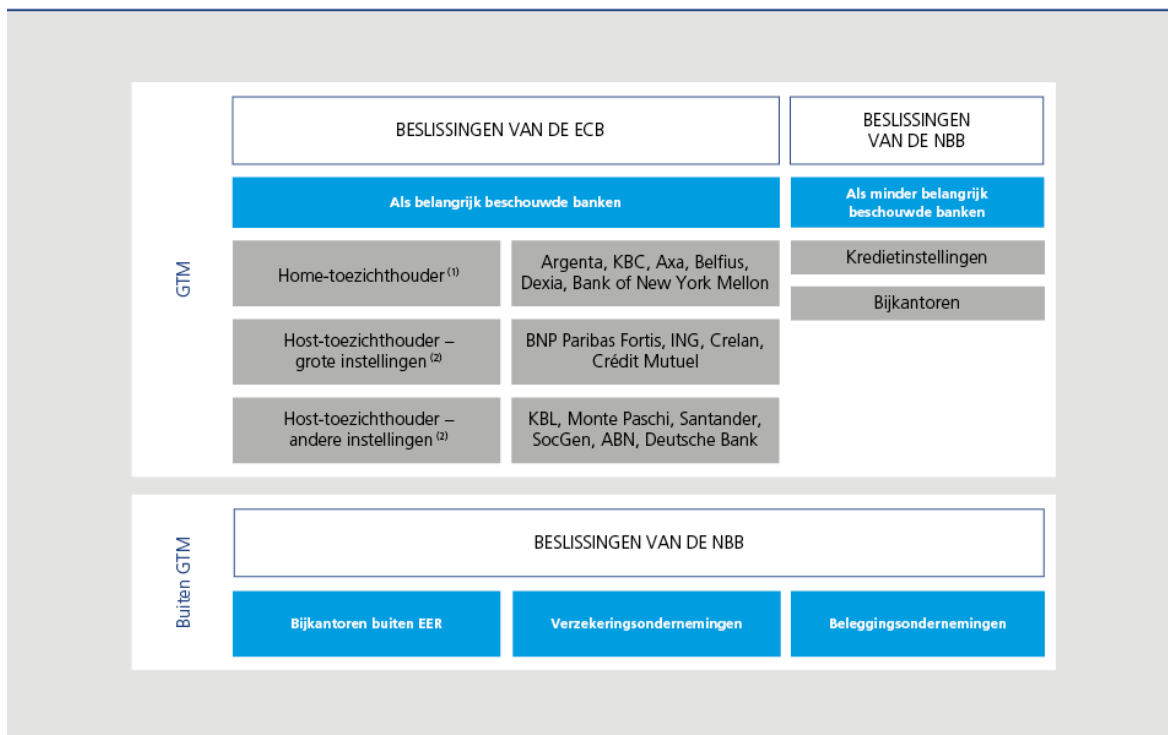 GTM
BESLISSINGEN VAN DE ECB
BESLISSINGEN
VAN DE NBB
Als belangrijk beschouwde banken
Als minder belangrijk
beschouwde banken
Home-toezichthouder (1)
Argenta, KBC, Axa, Belfius,
Dexia, Bank of New York Mellon
Kredietinstellingen
Bijkantoren
Host-toezichthouder –
grote instellingen (2)
BNP Paribas Fortis, ING, Crelan,
Crédit Mutuel
Host-toezichthouder –
andere instellingen (2)
KBL, Monte Paschi, Santander,
SocGen, ABN, Deutsche Bank
Buiten GTM
BESLISSINGEN VAN DE NBB
Bijkantoren buiten EER
Verzekeringsondernemingen
Beleggingsondernemingen